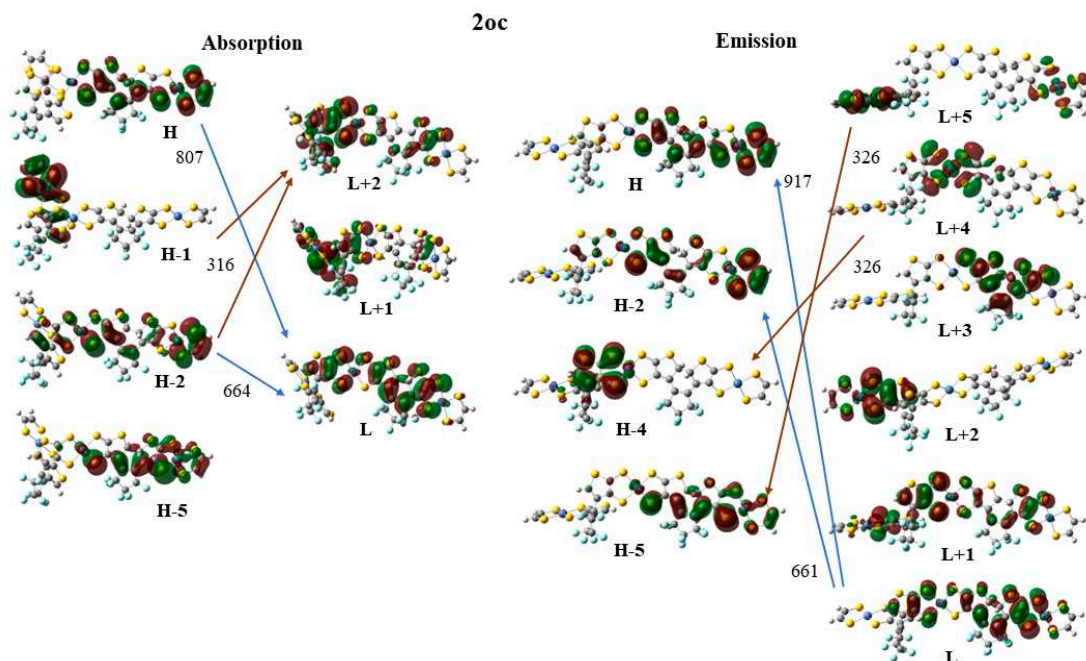 2oc
Absorption
Emission
H
807
H-1
316
H-2
664
H-5
L+2
L+1
L
H
917
H-2
H-4
H-5
661
L+5
326
L+4
326
L+3
L+2
L+1
L